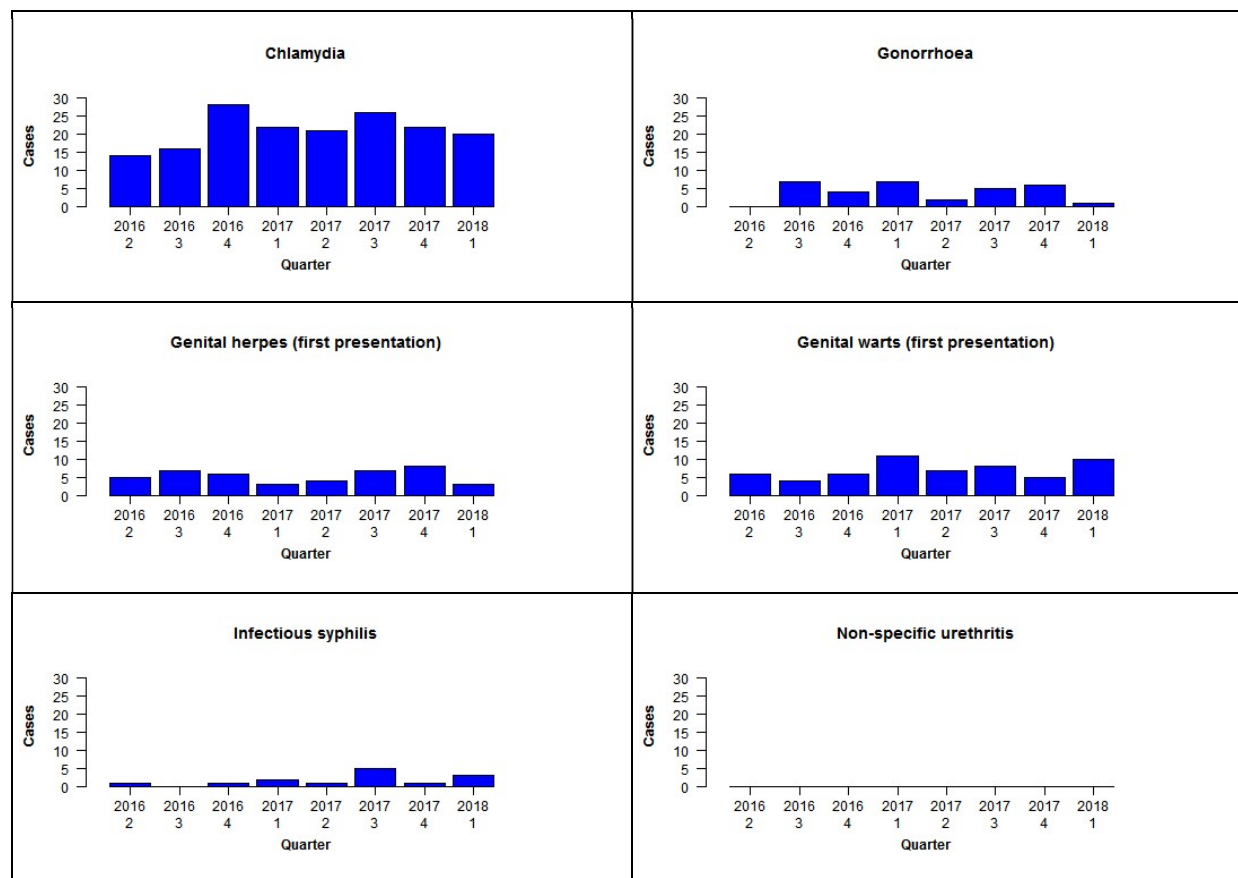 Chlamydia
Cases
30
25
20
15
10
5
0
2016 2016 2016 2017 2017 2017 2017 2018
2 3 4 1 2 3 4 1
Quarter
Gonorrhoea
Cases
30
25
20
15
10
5
0
2016 2016 2016 2017 2017 2017 2017 2018
2 3 4 1 2 3 4 1
Quarter
Genital herpes (first presentation)
Cases
30
25
20
15
10
5
0
2016 2016 2016 2017 2017 2017 2017 2018
2 3 4 1 2 3 4 1
Quarter
Genital warts (first presentation)
Cases
30
25
20
15
10
5
0
2016 2016 2016 2017 2017 2017 2017 2018
2 3 4 1 2 3 4 1
Quarter
Infectious syphilis
Cases
30
25
20
15
10
5
0
2016 2016 2016 2017 2017 2017 2017 2018
2 3 4 1 2 3 4 1
Quarter
Non-specific urethritis
Cases
30
25
20
15
10
5
0
2016 2016 2016 2017 2017 2017 2017 2018
2 3 4 1 2 3 4 1
Quarter